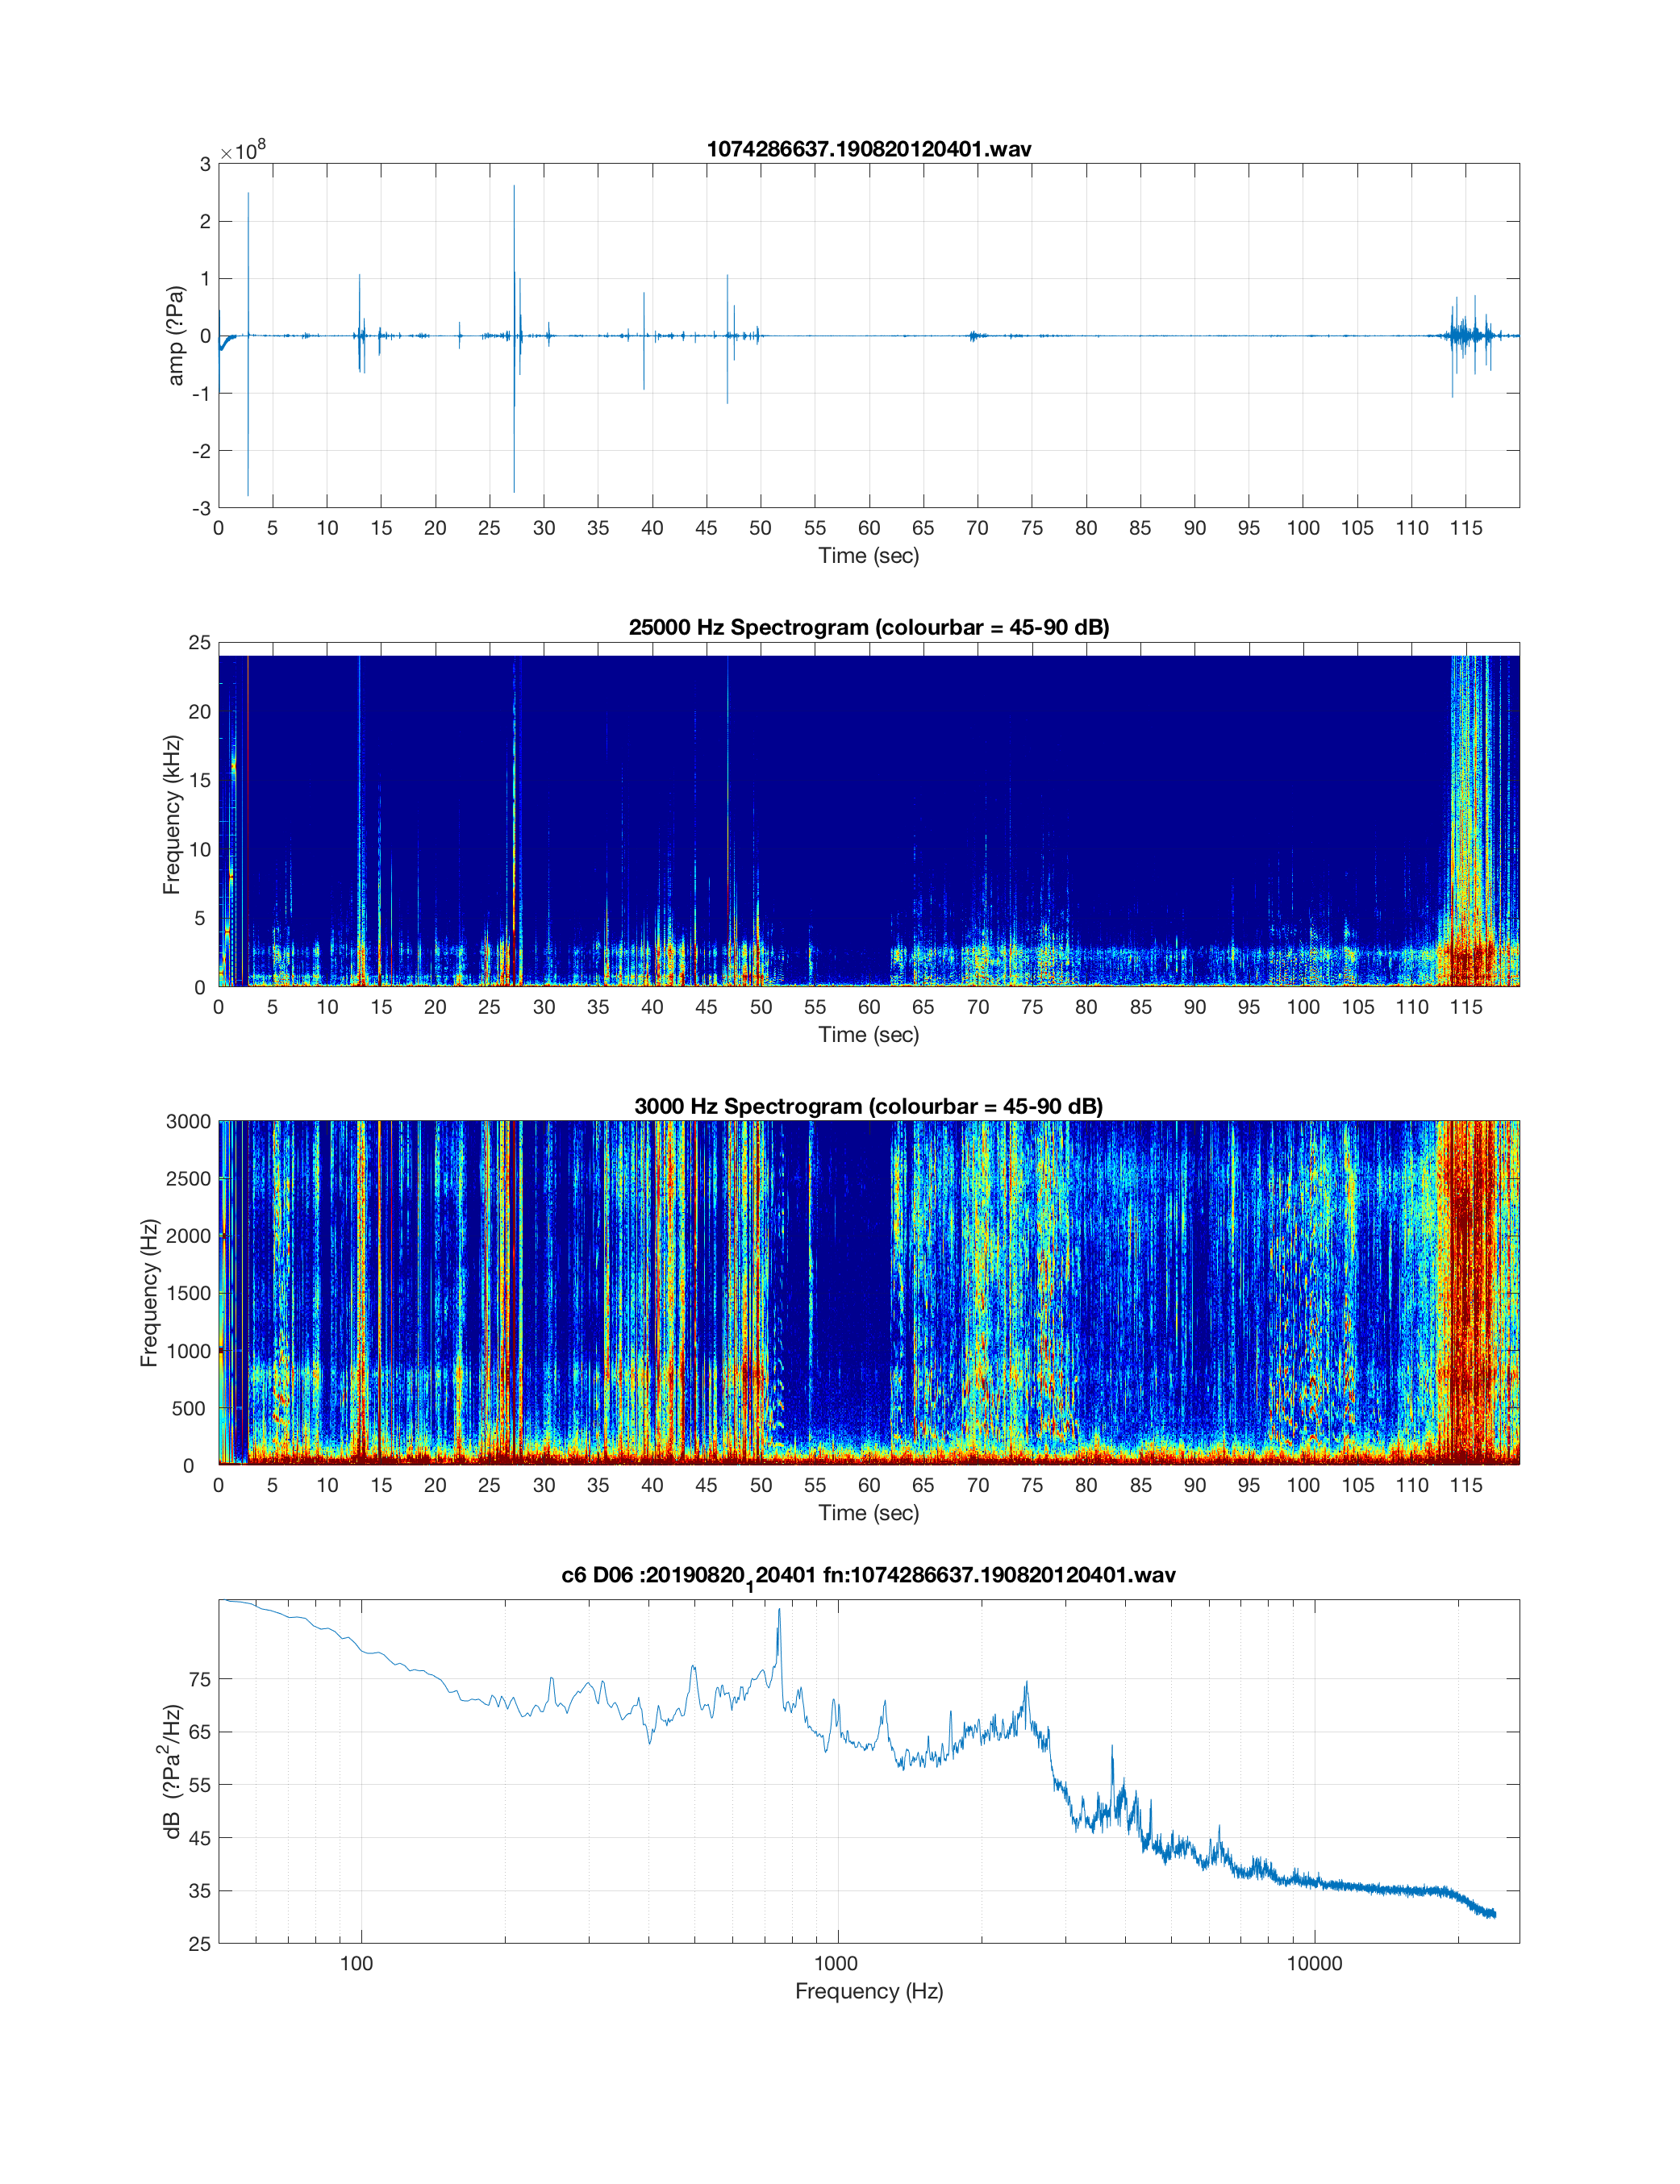 1074286637.190820120401.wav
×10⁸
3
2
1
0
-1
-2
-3
amp (?Pa)
0 5 10 15 20 25 30 35 40 45 50 55 60 65 70 75 80 85 90 95 100 105 110 115
Time (sec)
25000 Hz Spectrogram (colourbar = 45-90 dB)
25
20
15
10
5
0
Frequency (kHz)
0 5 10 15 20 25 30 35 40 45 50 55 60 65 70 75 80 85 90 95 100 105 110 115
Time (sec)
3000 Hz Spectrogram (colourbar = 45-90 dB)
3000
2500
2000
1500
1000
500
0
Frequency (Hz)
0 5 10 15 20 25 30 35 40 45 50 55 60 65 70 75 80 85 90 95 100 105 110 115
Time (sec)
c6 D06 :20190820₁20401 fn:1074286637.190820120401.wav
75
65
55
45
35
25
dB (?Pa²/Hz)
100 1000 10000
Frequency (Hz)